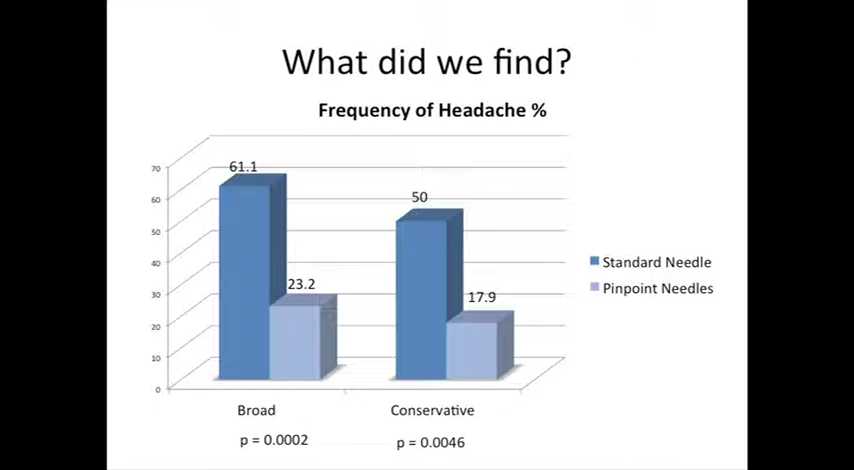 What did we find?
Frequency of Headache %
70
60
50
40
30
20
10
0
61.1
23.2
50
17.9
Standard Needle
Pinpoint Needles
Broad
Conservative
p = 0.0002
p = 0.0046